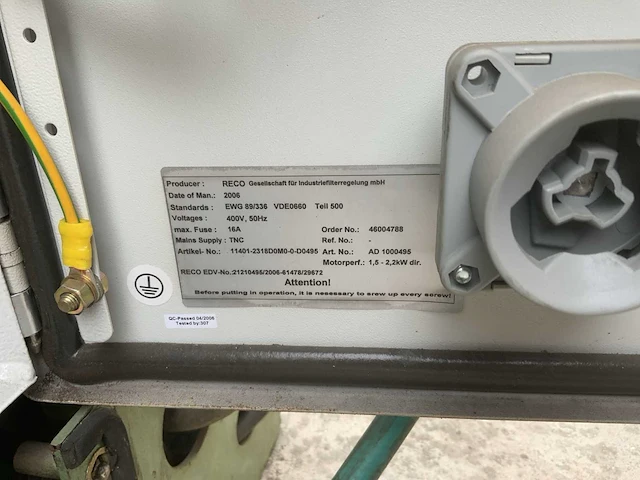 Producer : RECO Gesellschaft für Industriefilterregelung mbH
Date of Man.: 2006
Standards : EWG 89/336 VDE0660 Teil 500
Voltages : 400V, 50Hz
max. Fuse : 16A Order No.: 46004788
Mains Supply : TNC Ref. No.: -
Artikel-No.: 11401-2318D0M0-0-D0495 Art. No.: AD 1000495
Motorperf.: 1,5 - 2,2kW dir.
RECO EDV-No.:21210495/2006-61478/29672
Attention!
Before putting in operation, it is nesessary to srew up every screw!
QC-Passed 04/2006
Tested by:307